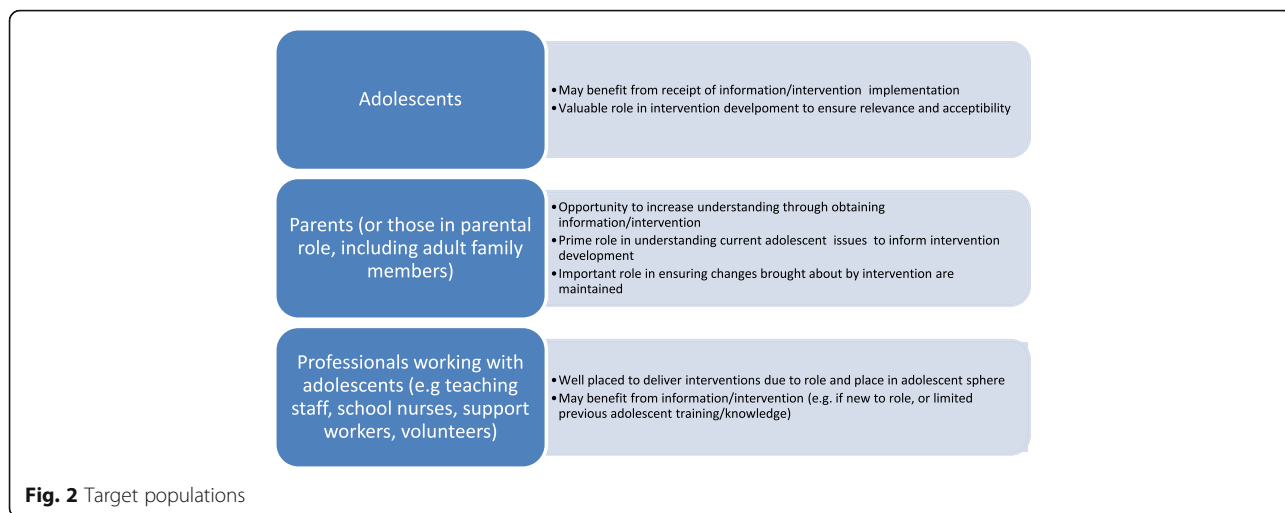 Adolescents
•May benefit from receipt of information/intervention implementation
•Valuable role in intervention develpoment to ensure relevance and acceptibility
Parents (or those in parental
role, including adult family
members)
•Opportunity to increase understanding through obtaining
information/intervention
•Prime role in understanding current adolescent issues to inform intervention
development
•Important role in ensuring changes brought about by intervention are
maintained
Professionals working with
adolescents (e.g teaching
staff, school nurses, support
workers, volunteers)
•Well placed to deliver interventions due to role and place in adolescent sphere
•May benefit from information/intervention (e.g. if new to role, or limited
previous adolescent training/knowledge)
Fig. 2 Target populations